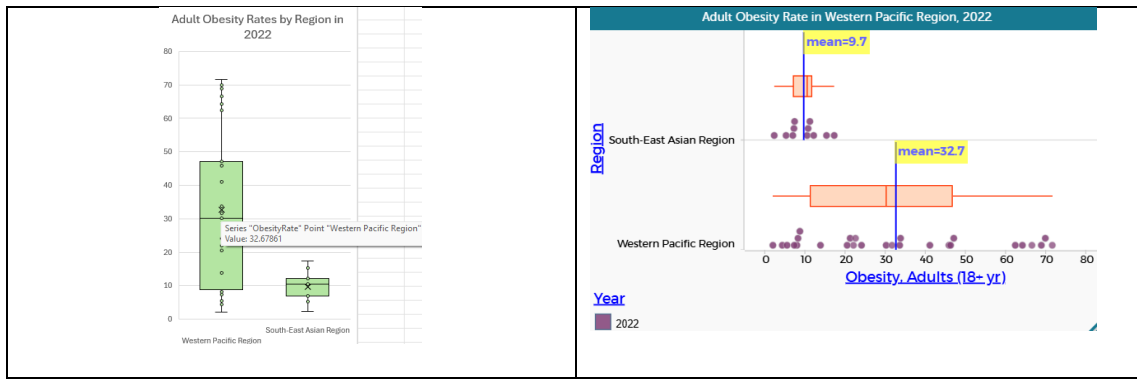 Adult Obesity Rates by Region in
2022
80
70
60
50
40
30
20
10
0
Series "ObesityRate" Point "Western Pacific Region"
Value: 32.67861
South-East Asian Region
Western Pacific Region
Adult Obesity Rate in Western Pacific Region, 2022
mean=9.7
South-East Asian Region
Region
mean=32.7
Western Pacific Region
0 10 20 30 40 50 60 70 80
Obesity, Adults (18+ yr)
Year
2022